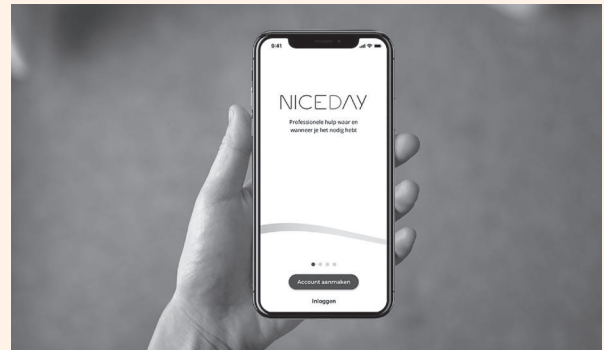 9:41
NICEDAY
Professionele hulp waar en
wanneer je het nodig hebt
Account aanmaken
Inloggen